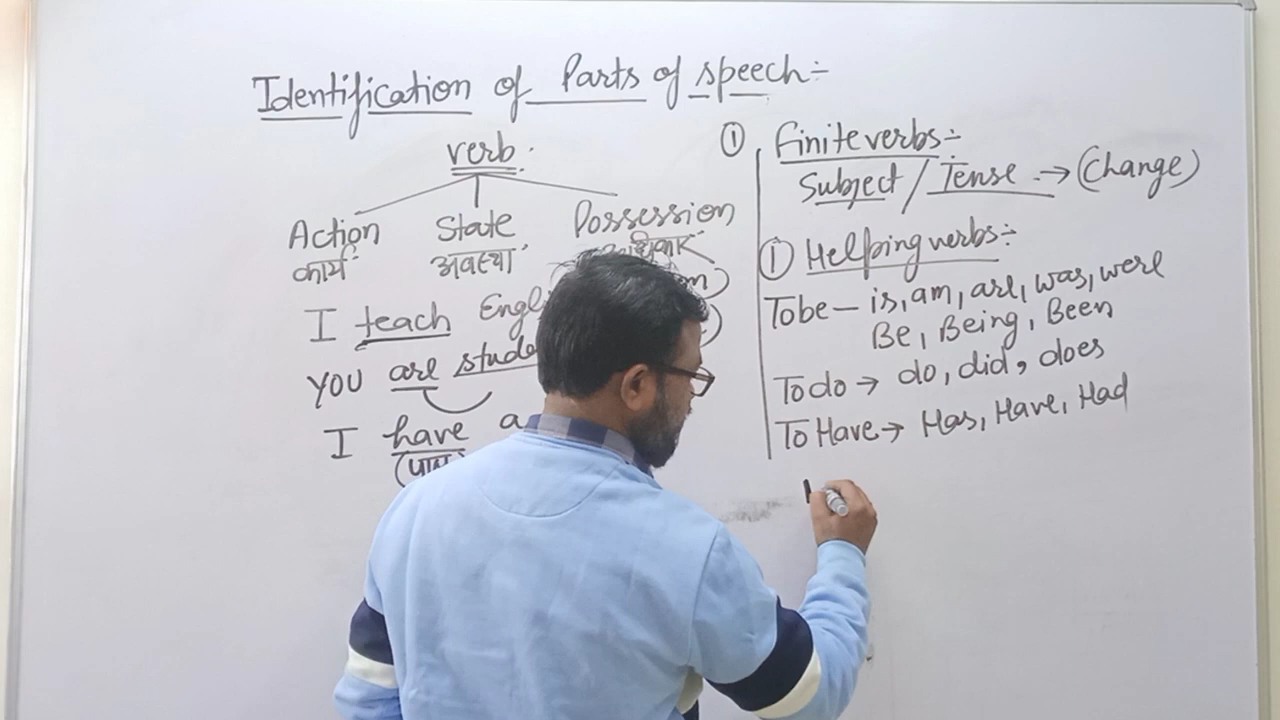 Identification of Parts of speech:-
verb.
Action State Possession
कार्य अवस्था
I teach
You are
I have a
① Finite verbs:-
Subject / Tense → (Change)
① Helping verbs:-
To be – is, am, are, was, were
Be, Being, Been
To do → do, did, does
To Have → Has, Have, Had